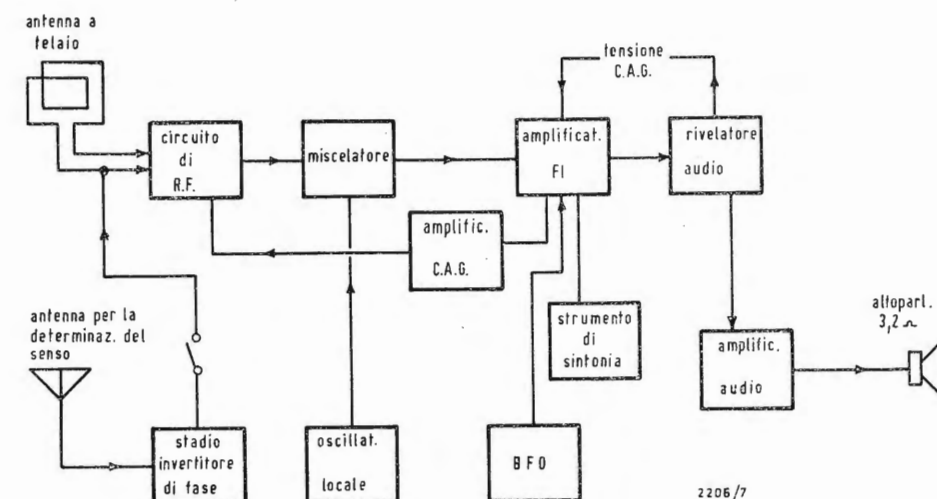 antenna a
telaio
circuito
di
R.F.
miscelatore
amplificat.
FI
tensione
C.A.G.
rivelatore
audio
amplific.
C.A.G.
antenna per la
determinaz. del
senso
strumento
di
sintonia
altoparl.
3,2 Ω
amplific.
audio
stadio
invertitore
di fase
oscillat.
locale
BFO
2206/7